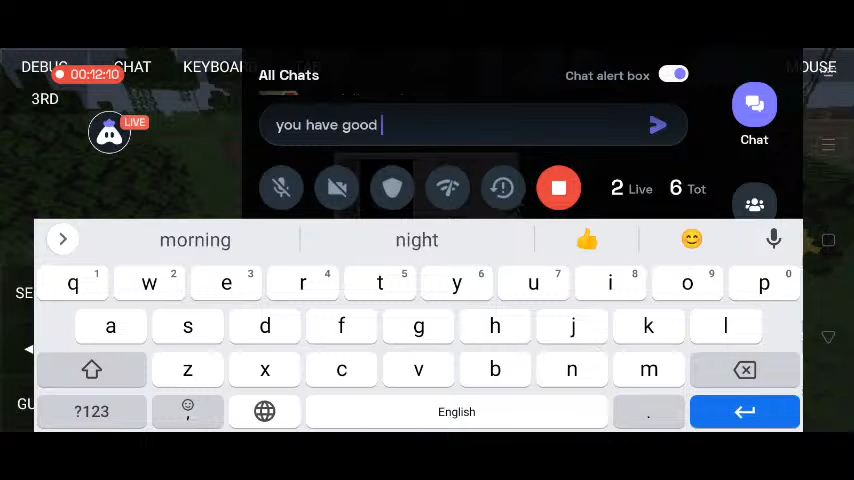 DEBUG CHAT KEYBOAR MOUSE
00:12:10
3RD
LIVE
All Chats
Chat alert box
you have good
Chat
2 Live 6 Tot
morning night 👍 😊
q 1 w 2 e 3 r 4 t 5 y 6 u 7 i 8 o 9 p 0
SE
a s d f g h j k l
z x c v b n m
GU
?123 , English .